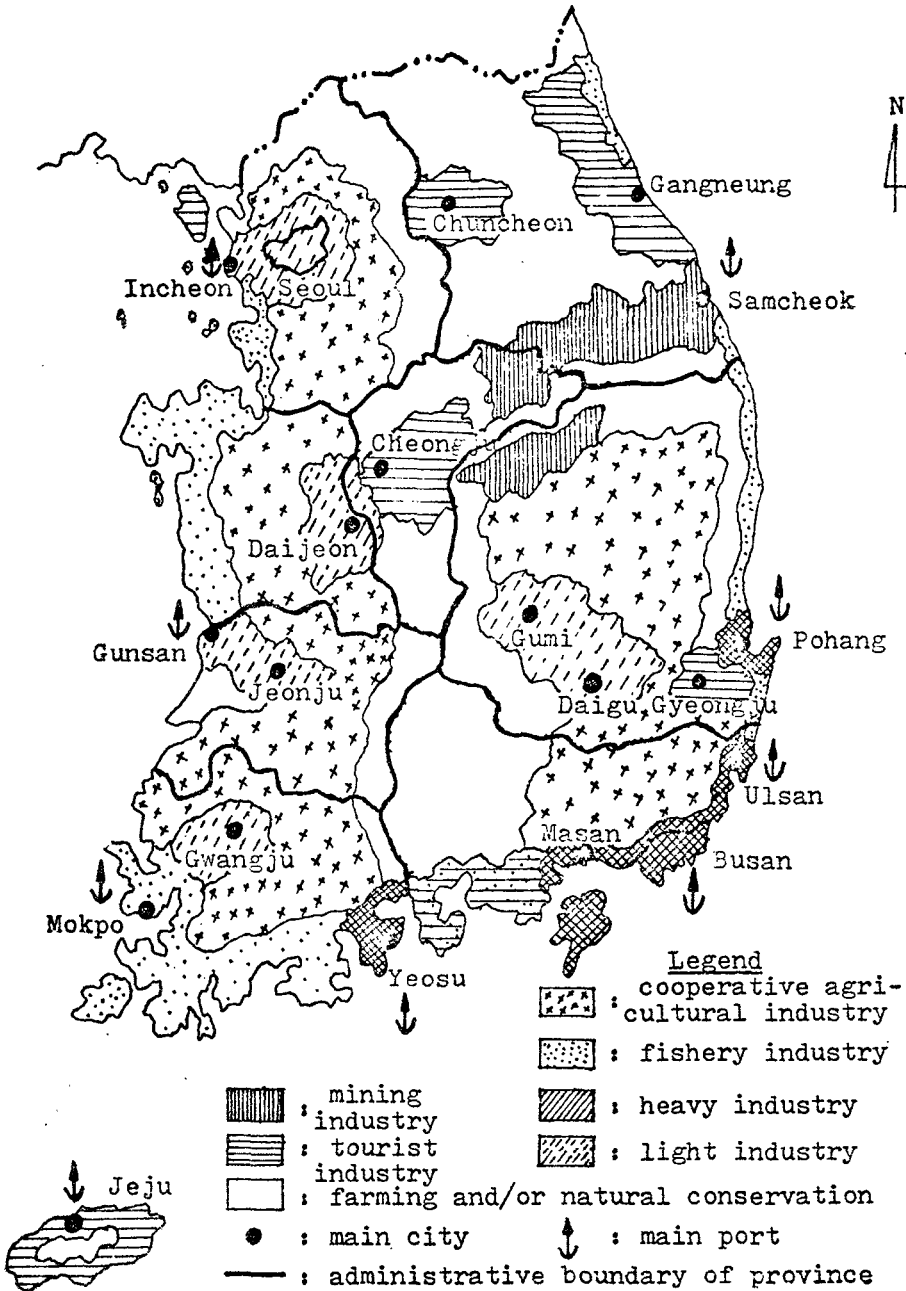 N
Gangneung
Chuncheon
Incheon
Seoul
Samcheok
Cheongju
Daijeon
Gunsan
Jeonju
Gumi
Pohang
Daigu
Gyeongju
Ulsan
Masan
Gwangju
Busan
Mokpo
Yeosu
Legend
: cooperative agri-
cultural industry
: fishery industry
: mining
industry
: heavy industry
: tourist
industry
: light industry
: farming and/or natural conservation
: main city
: main port
: administrative boundary of province
Jeju